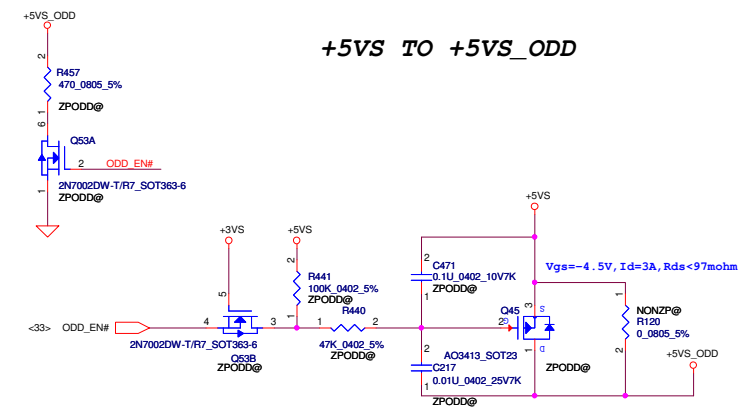 +5VS_ODD
+5VS TO +5VS_ODD
2
R457
470_0805_5%
1
ZPODD@
6
Q53A
2
ODD_EN#
2N7002DW-T/R7_SOT363-6
1
ZPODD@
+3VS
+5VS
+5VS
2
C471
0.1U_0402_10V7K
1
ZPODD@
Vgs=-4.5V,Id=3A,Rds<97mohm
2
R441
100K_0402_5%
ZPODD@
1
5
<33>
ODD_EN#
4
3
1
R440
2
47K_0402_5%
2N7002DW-T/R7_SOT363-6
Q53B
ZPODD@
Q45
2
G
3
S
1
D
AO3413_SOT23
ZPODD@
2
C217
0.01U_0402_25V7K
1
ZPODD@
1
NONZP@
R120
0_0805_5%
2
+5VS_ODD